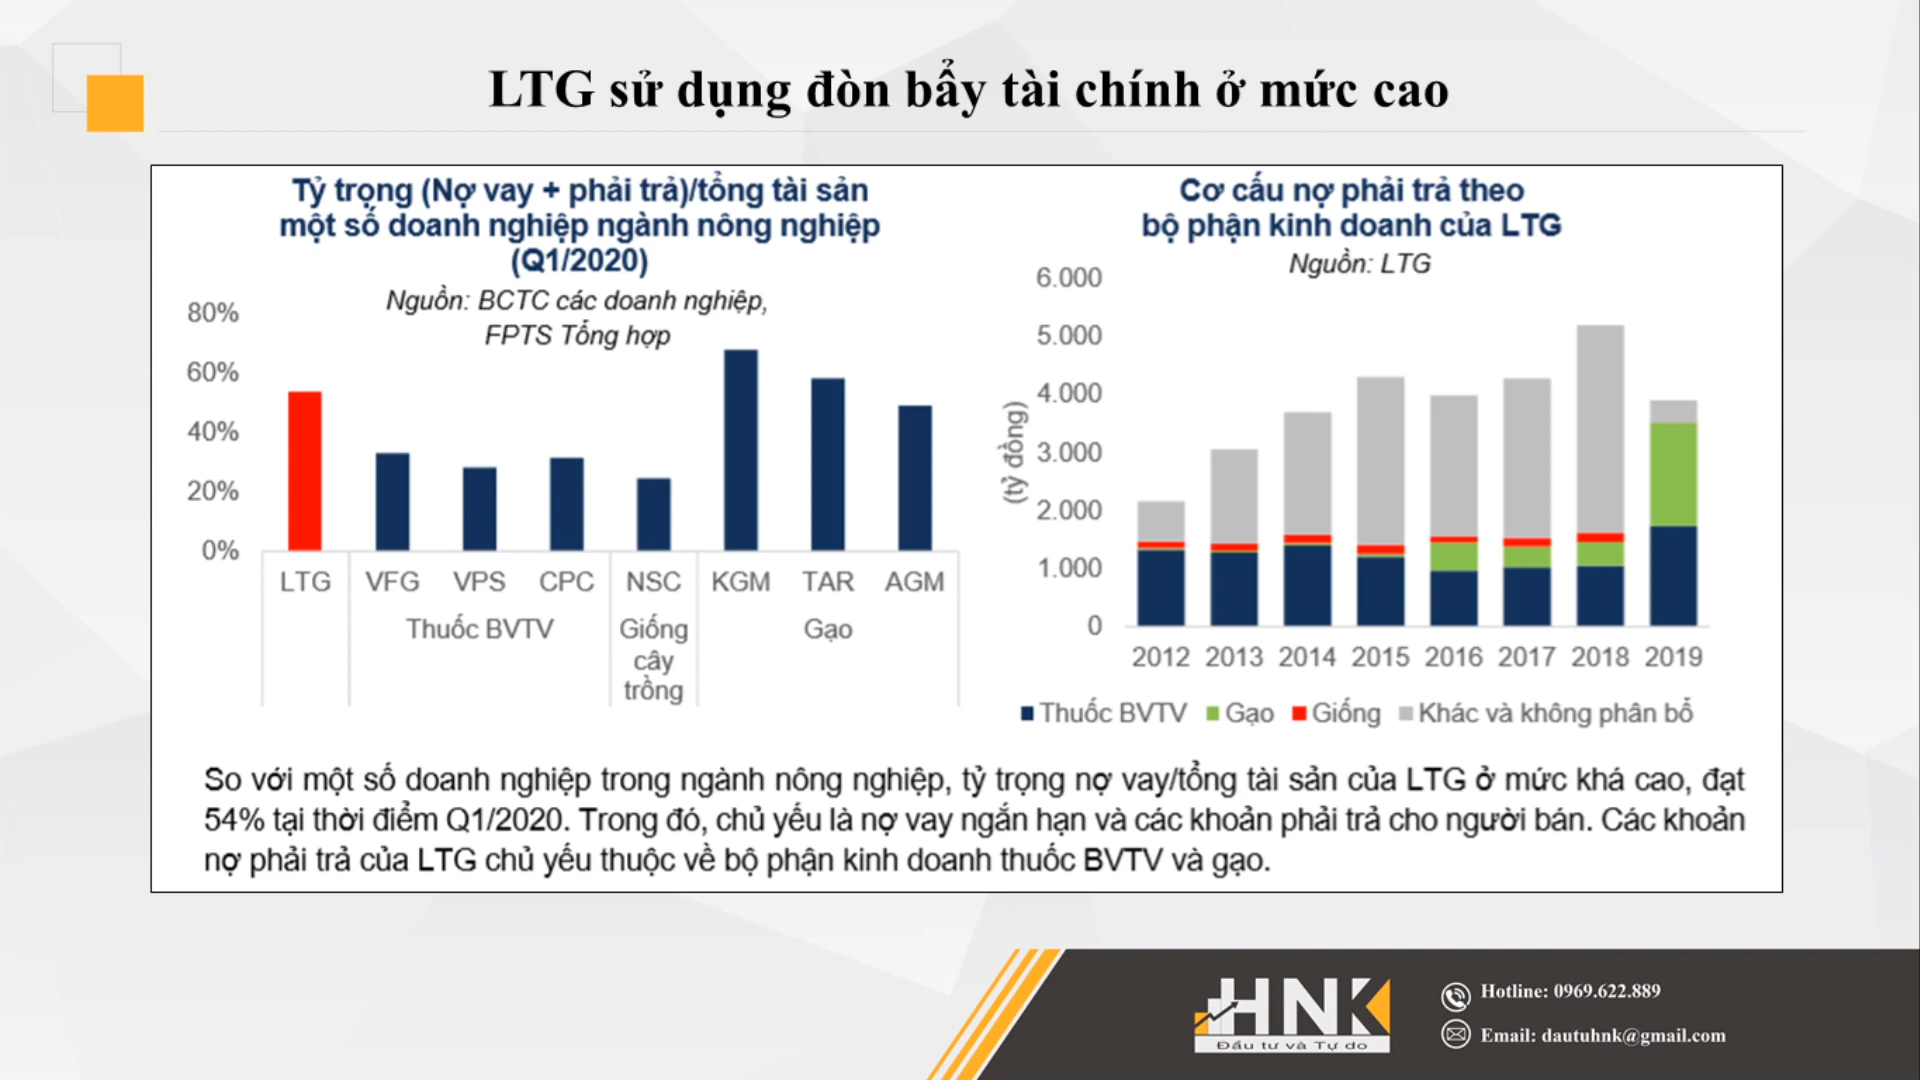 LTG sử dụng đòn bẩy tài chính ở mức cao
Tỷ trọng (Nợ vay + phải trả)/tổng tài sản
một số doanh nghiệp ngành nông nghiệp
(Q1/2020)
Nguồn: BCTC các doanh nghiệp,
FPTS Tổng hợp
80%
60%
40%
20%
0%
LTG VFG VPS CPC NSC KGM TAR AGM
Thuốc BVTV Giống Gạo
cây
trồng
Cơ cấu nợ phải trả theo
bộ phận kinh doanh của LTG
Nguồn: LTG
(tỷ đồng)
6.000
5.000
4.000
3.000
2.000
1.000
0
2012 2013 2014 2015 2016 2017 2018 2019
Thuốc BVTV Gạo Giống Khác và không phân bổ
So với một số doanh nghiệp trong ngành nông nghiệp, tỷ trọng nợ vay/tổng tài sản của LTG ở mức khá cao, đạt
54% tại thời điểm Q1/2020. Trong đó, chủ yếu là nợ vay ngắn hạn và các khoản phải trả cho người bán. Các khoản
nợ phải trả của LTG chủ yếu thuộc về bộ phận kinh doanh thuốc BVTV và gạo.
HNK
Đầu tư và Tự do
Hotline: 0969.622.889
Email: dautuhnk@gmail.com